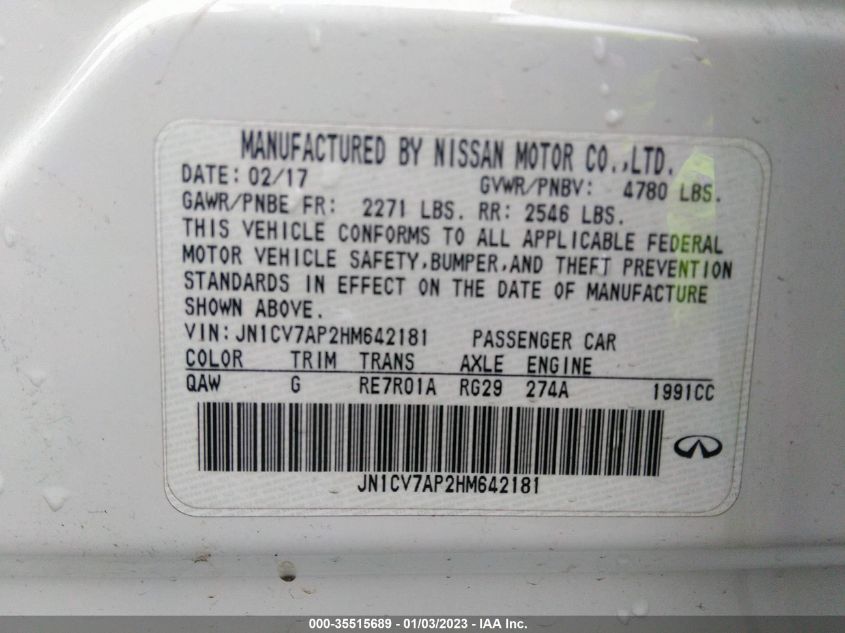 MANUFACTURED BY NISSAN MOTOR CO.,LTD.
DATE: 02/17 GVWR/PNBV: 4780 LBS.
GAWR/PNBE FR: 2271 LBS. RR: 2546 LBS.
THIS VEHICLE CONFORMS TO ALL APPLICABLE FEDERAL
MOTOR VEHICLE SAFETY,BUMPER,AND THEFT PREVENTION
STANDARDS IN EFFECT ON THE DATE OF MANUFACTURE
SHOWN ABOVE.
VIN:JN1CV7AP2HM642181 PASSENGER CAR
COLOR TRIM TRANS AXLE ENGINE
QAW G RE7R01A RG29 274A 1991CC
JN1CV7AP2HM642181
000-35515689 - 01/03/2023 - IAA Inc.